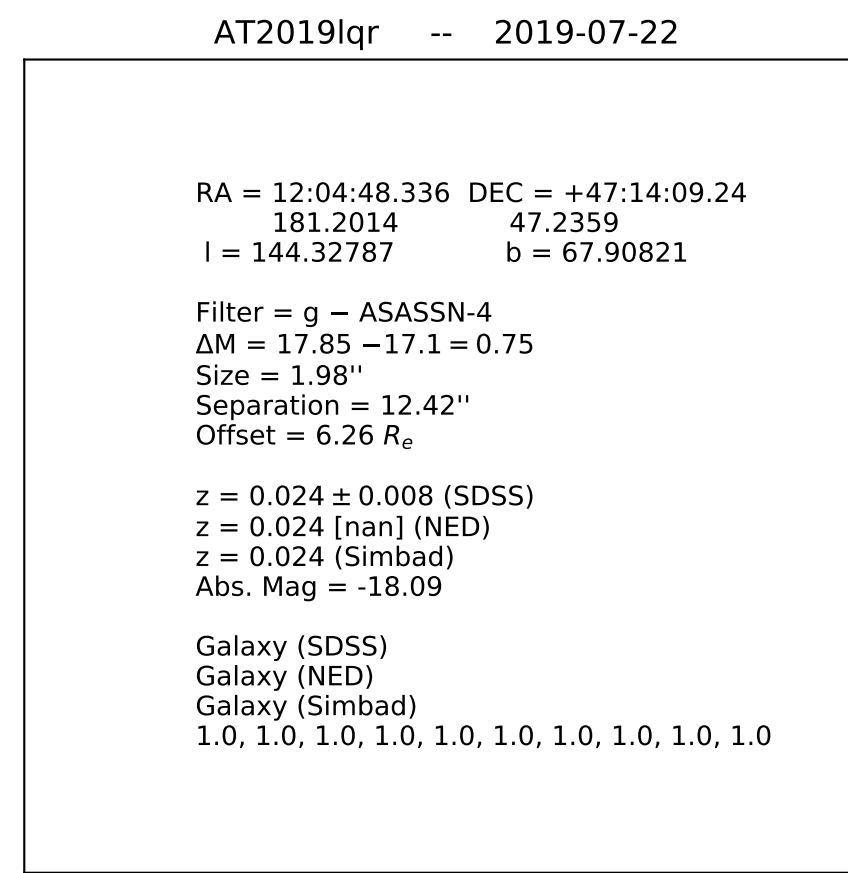 AT2019lqr -- 2019-07-22
RA = 12:04:48.336 DEC = +47:14:09.24
181.2014 47.2359
l = 144.32787 b = 67.90821
Filter = g − ASASSN-4
ΔM = 17.85 −17.1 = 0.75
Size = 1.98''
Separation = 12.42''
Offset = 6.26 Rₑ
z = 0.024 ± 0.008 (SDSS)
z = 0.024 [nan] (NED)
z = 0.024 (Simbad)
Abs. Mag = -18.09
Galaxy (SDSS)
Galaxy (NED)
Galaxy (Simbad)
1.0, 1.0, 1.0, 1.0, 1.0, 1.0, 1.0, 1.0, 1.0, 1.0